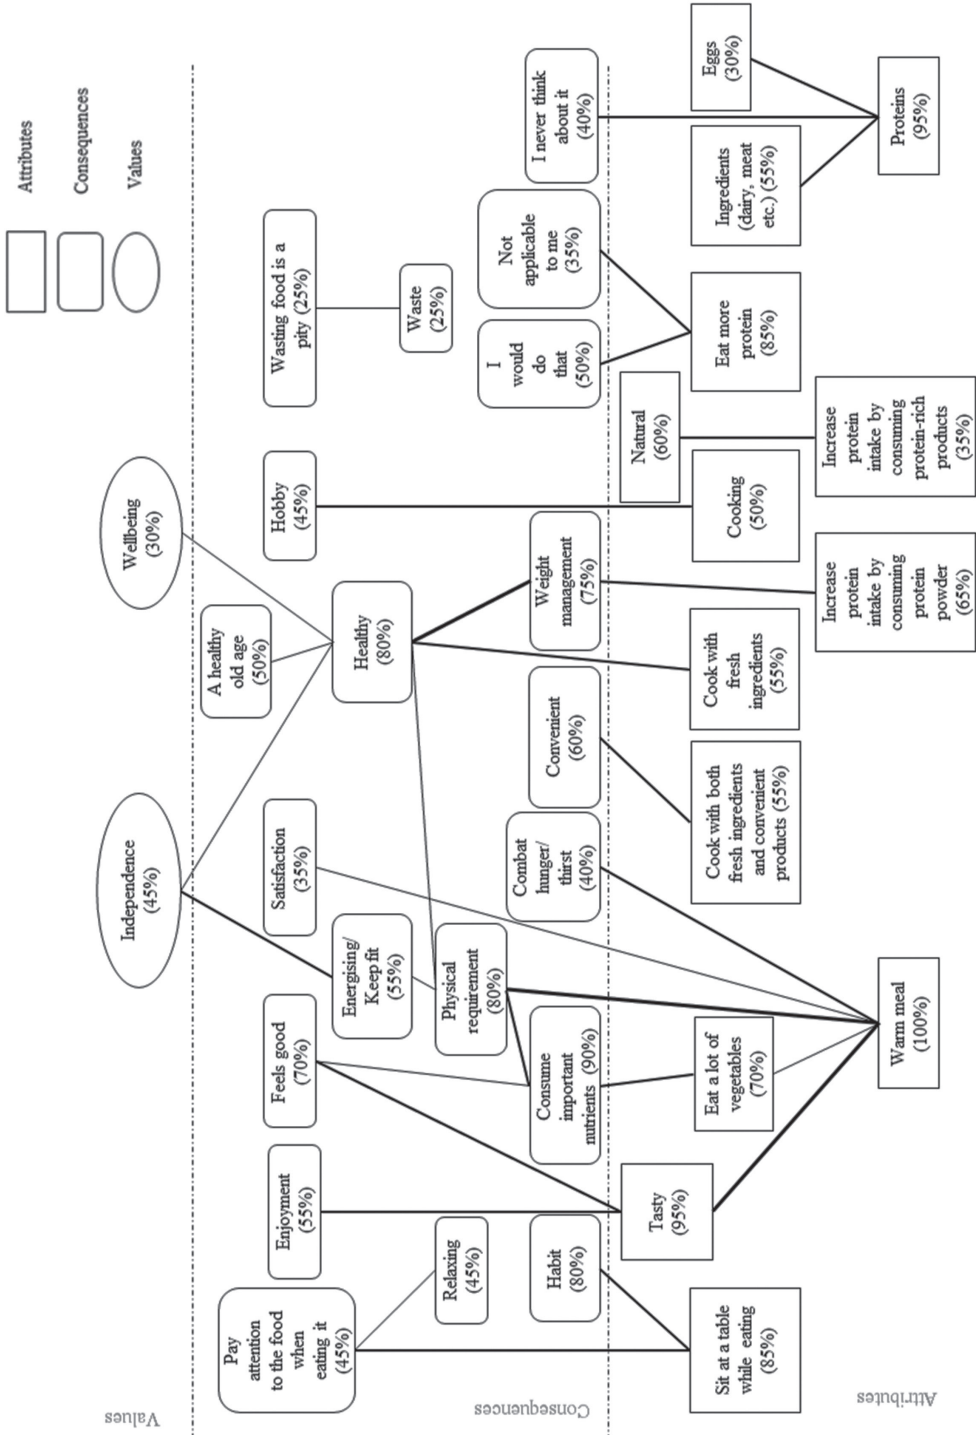 Attributes
Consequences
Values
Values
Independence
(45%)
Wellbeing
(30%)
Pay
attention
to the food
when
eating it
(45%)
Enjoyment
(55%)
Feels good
(70%)
Satisfaction
(35%)
A healthy
old age
(50%)
Hobby
(45%)
Wasting food is a
pity (25%)
Energising/
Keep fit
(55%)
Healthy
(80%)
Waste
(25%)
Relaxing
(45%)
Physical
requirement
(80%)
Consequences
Habit
(80%)
Consume
important
nutrients (90%)
Combat
hunger/
thirst
(40%)
Convenient
(60%)
Weight
management
(75%)
I
would
do
that
(50%)
Not
applicable
to me
(35%)
I never think
about it
(40%)
Tasty
(95%)
Natural
(60%)
Sit at a table
while eating
(85%)
Eat a lot of
vegetables
(70%)
Cook with both
fresh ingredients
and convenient
products (55%)
Cook with
fresh
ingredients
(55%)
Cooking
(50%)
Eat more
protein
(85%)
Ingredients
(dairy, meat
etc.) (55%)
Eggs
(30%)
Attributes
Warm meal
(100%)
Increase
protein
intake by
consuming
protein
powder
(65%)
Increase
protein
intake by
consuming
protein-rich
products
(35%)
Proteins
(95%)